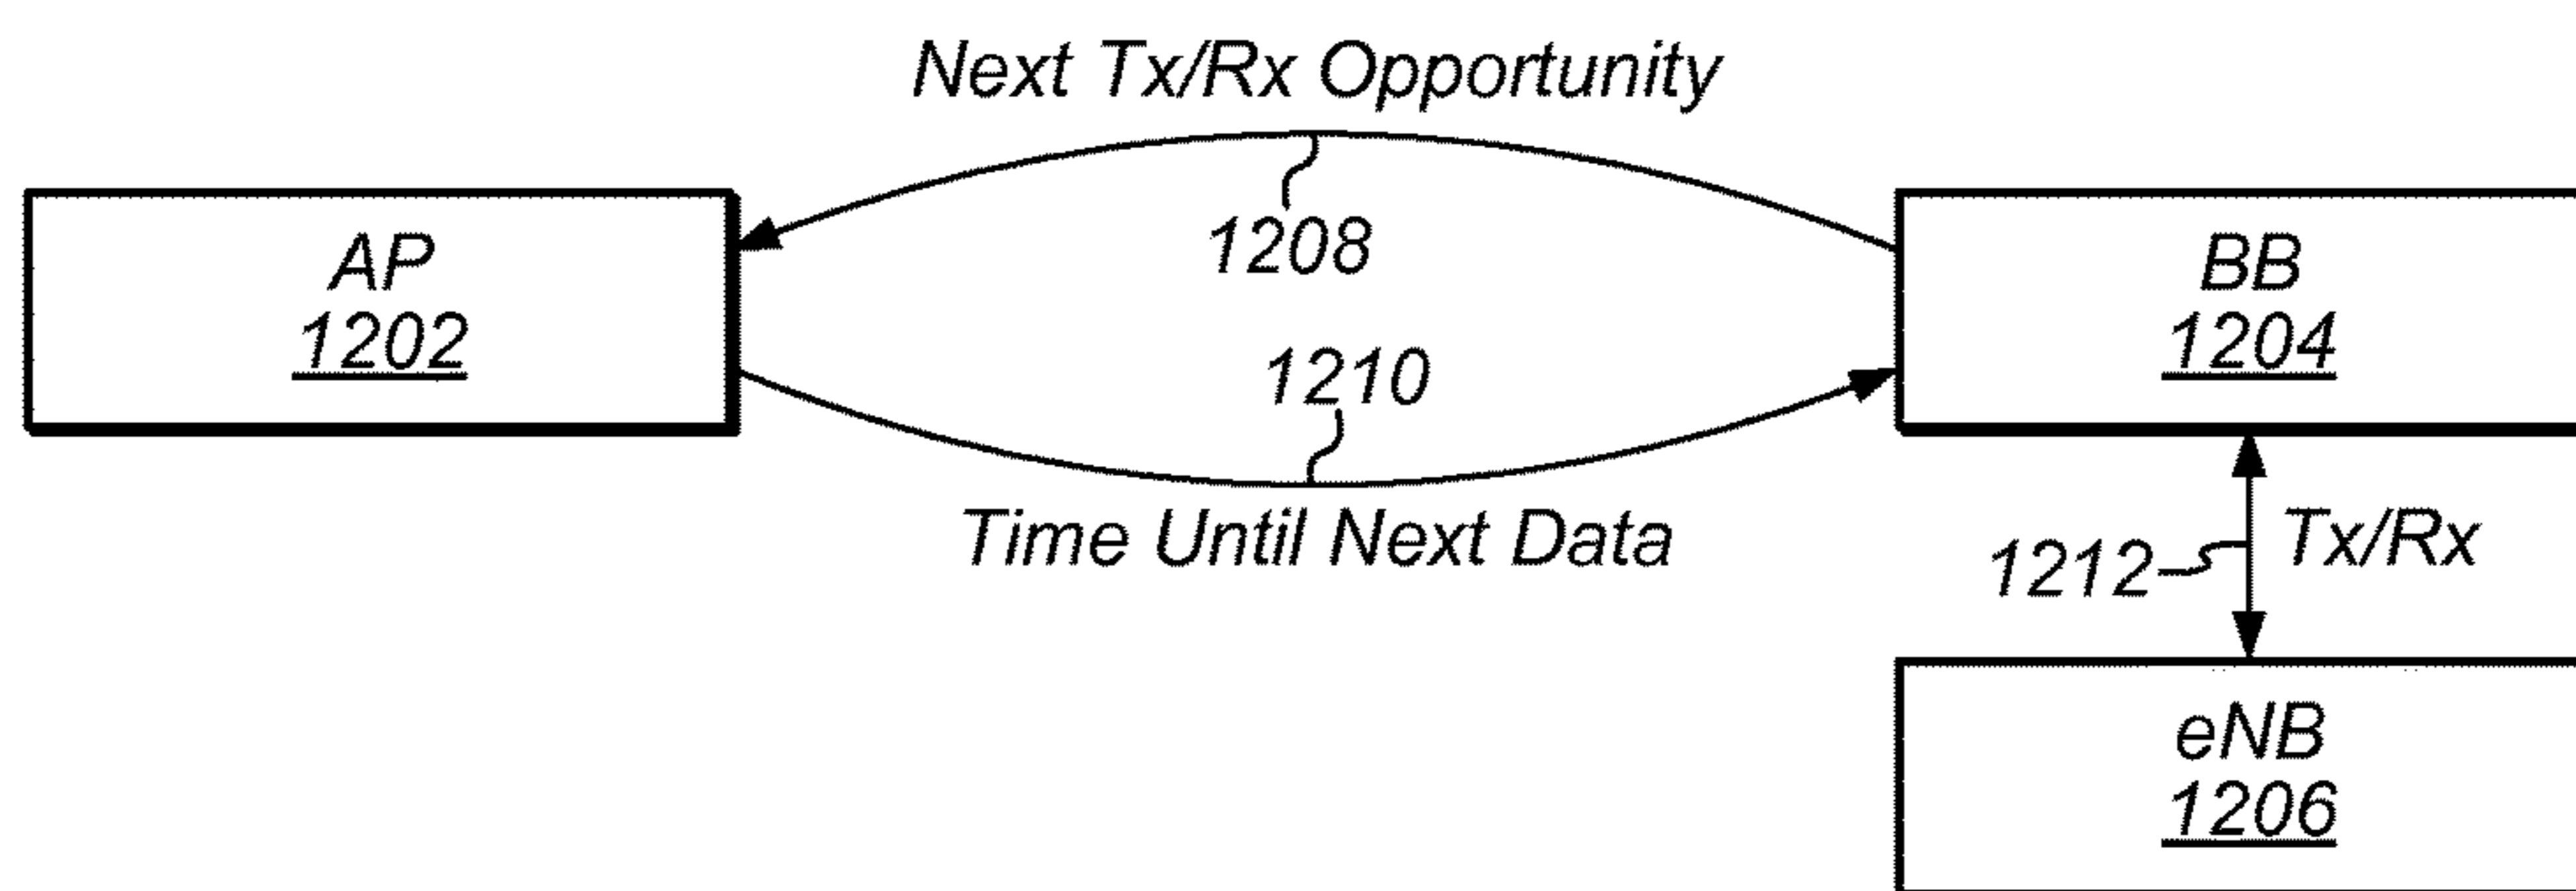 Next Tx/Rx Opportunity
1208
AP
1202
BB
1204
1210
Time Until Next Data
1212
Tx/Rx
eNB
1206